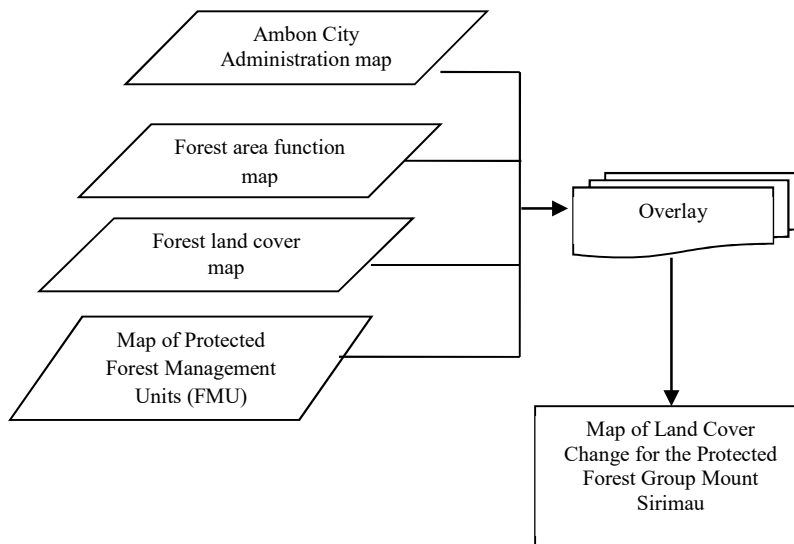 Ambon City
Administration map
Forest area function
map
Forest land cover
map
Map of Protected
Forest Management
Units (FMU)
Overlay
Map of Land Cover
Change for the Protected
Forest Group Mount
Sirimau